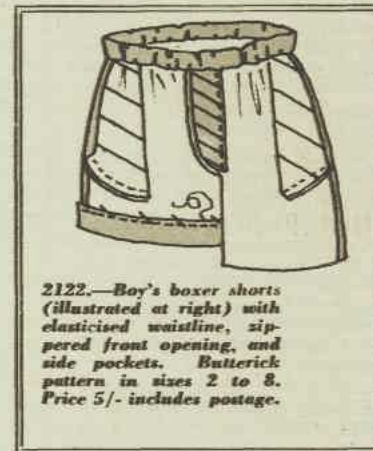 2122.—Boy's boxer shorts
(illustrated at right) with
elasticised waistline, zip-
pered front opening, and
side pockets. Butterick
pattern in sizes 2 to 8.
Price 5/- includes postage.